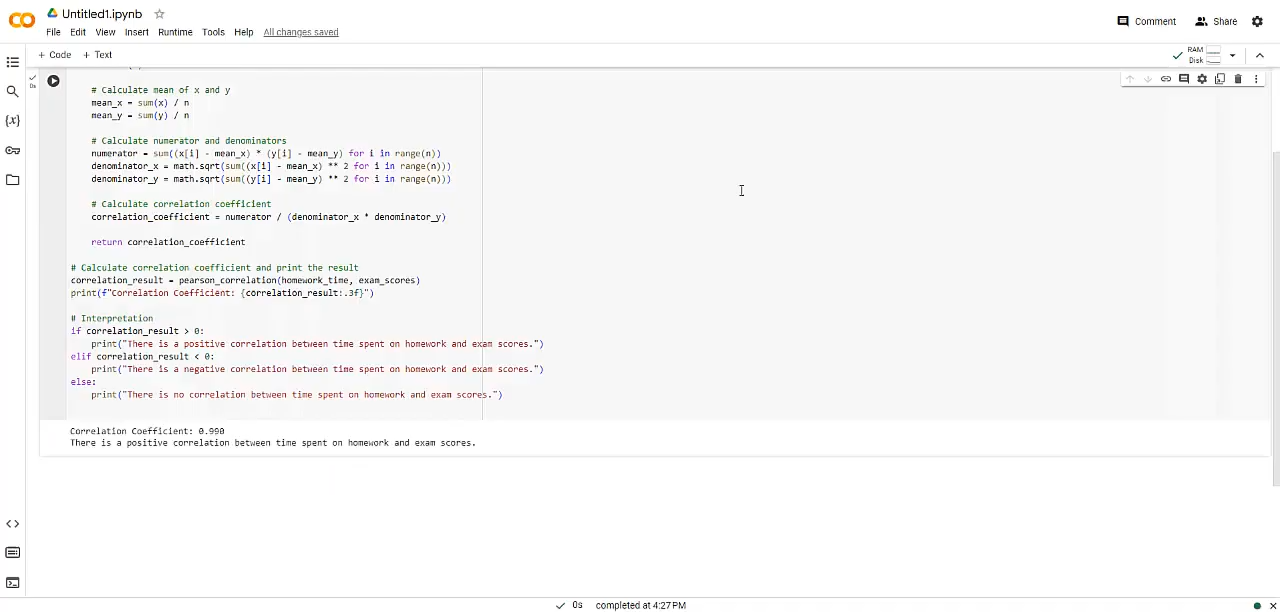 Untitled1.ipynb
Comment
Share
File Edit View Insert Runtime Tools Help All changes saved
+ Code + Text
RAM
Disk
{x}
0s
# Calculate mean of x and y
mean_x = sum(x) / n
mean_y = sum(y) / n
# Calculate numerator and denominators
numerator = sum((x[i] - mean_x) * (y[i] - mean_y) for i in range(n))
denominator_x = math.sqrt(sum((x[i] - mean_x) ** 2 for i in range(n)))
denominator_y = math.sqrt(sum((y[i] - mean_y) ** 2 for i in range(n)))
# Calculate correlation coefficient
correlation_coefficient = numerator / (denominator_x * denominator_y)
return correlation_coefficient
# Calculate correlation coefficient and print the result
correlation_result = pearson_correlation(homework_time, exam_scores)
print(f"Correlation Coefficient: {correlation_result:.3f}")
# Interpretation
if correlation_result > 0:
print("There is a positive correlation between time spent on homework and exam scores.")
elif correlation_result < 0:
print("There is a negative correlation between time spent on homework and exam scores.")
else:
print("There is no correlation between time spent on homework and exam scores.")
Correlation Coefficient: 0.990
There is a positive correlation between time spent on homework and exam scores.
0s completed at 4:27 PM